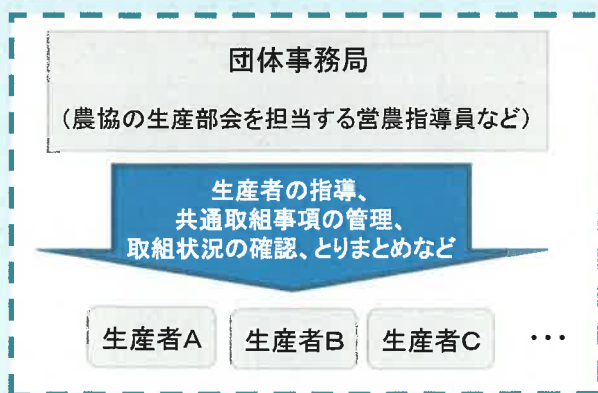 団体事務局
(農協の生産部会を担当する営農指導員など)
生産者の指導、
共通取組事項の管理、
取組状況の確認、とりまとめなど
生産者A 生産者B 生産者C ・・・